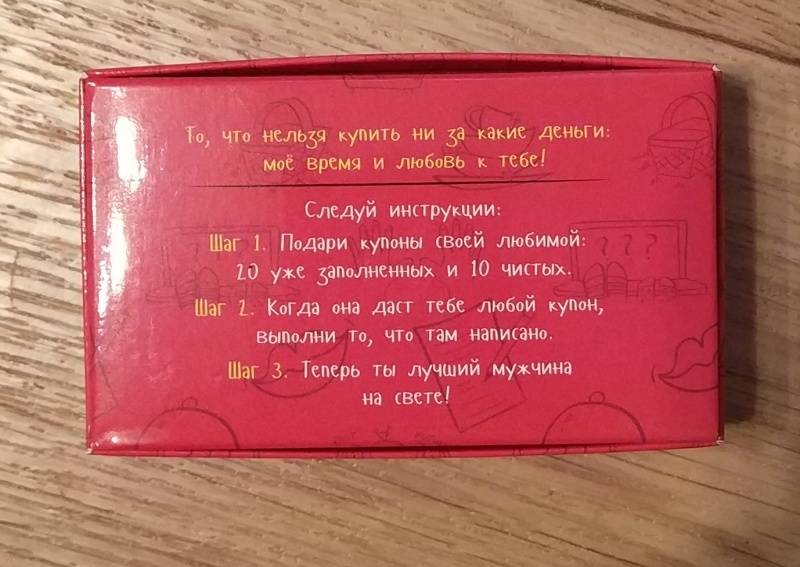 То, что нельзя купить ни за какие деньги:
моё время и любовь к тебе!
Следуй инструкции:
Шаг 1. Подари купоны своей любимой:
20 уже заполненных и 10 чистых.
Шаг 2. Когда она даст тебе любой купон,
выполни то, что там написано.
Шаг 3. Теперь ты лучший мужчина
на свете!
???